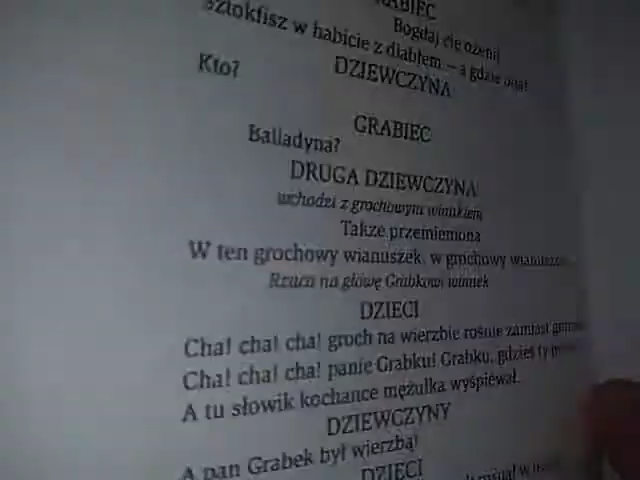 GRABIEC
Bogdaj cię ożenił
Sztokfisz w habicie z diabłem – a gdzie ona?
DZIEWCZYNA
Kto?
GRABIEC
Balladyna?
DRUGA DZIEWCZYNA
wchodzi z grochowym wiankiem
Także przemieniona
W ten grochowy wianuszek, w grochowy wianuszek
Rzuca na głowę Grabkowi wianek
DZIECI
Cha! cha! cha! groch na wierzbie rośnie zamiast
Cha! cha! cha! panie Grabku! Grabku, gdzieś ty
A tu słowik kochance mężulka wyśpiewał.
DZIEWCZYNY
A pan Grabek był wierzbą!
DZIECI